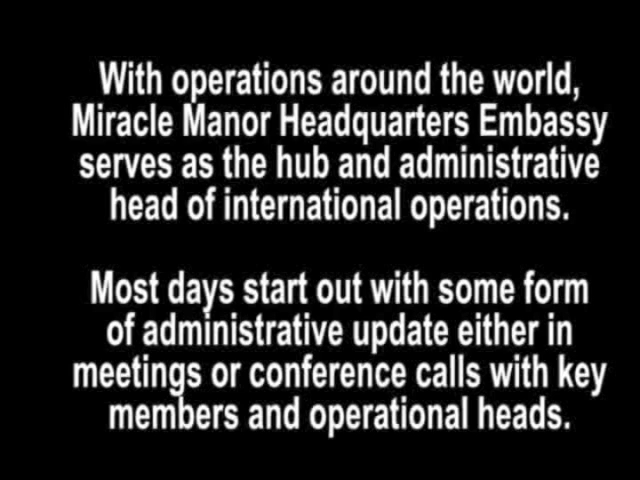 With operations around the world,
Miracle Manor Headquarters Embassy
serves as the hub and administrative
head of international operations.
Most days start out with some form
of administrative update either in
meetings or conference calls with key
members and operational heads.